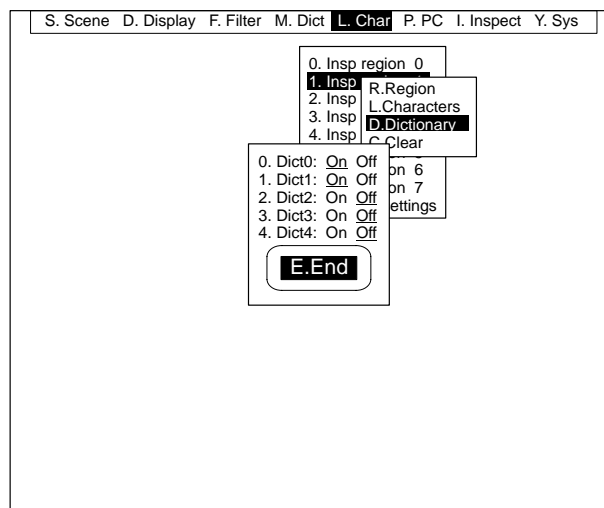 S. Scene D. Display F. Filter M. Dict L. Char P. PC I. Inspect Y. Sys
0. Insp region 0
1. Insp
2. Insp
3. Insp
4. Insp
R.Region
L.Characters
D.Dictionary
C.Clear
on 6
on 7
ettings
0. Dict0: On Off
1. Dict1: On Off
2. Dict2: On Off
3. Dict3: On Off
4. Dict4: On Off
E.End